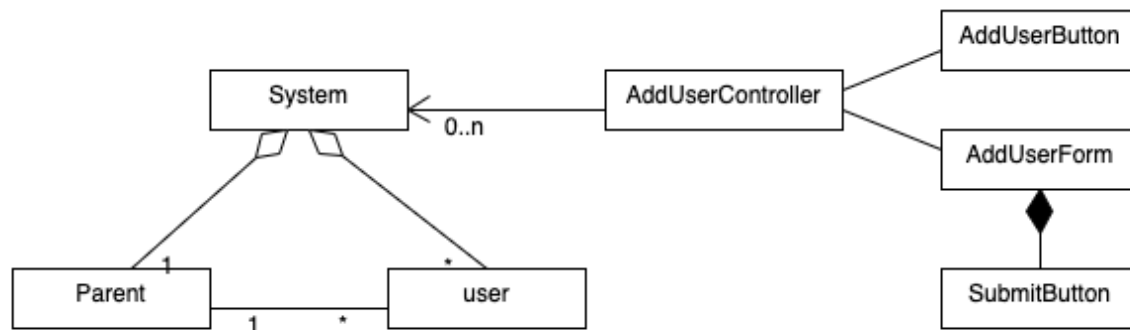 AddUserButton
System
AddUserController
0..n
AddUserForm
1
*
Parent
user
SubmitButton
1
*